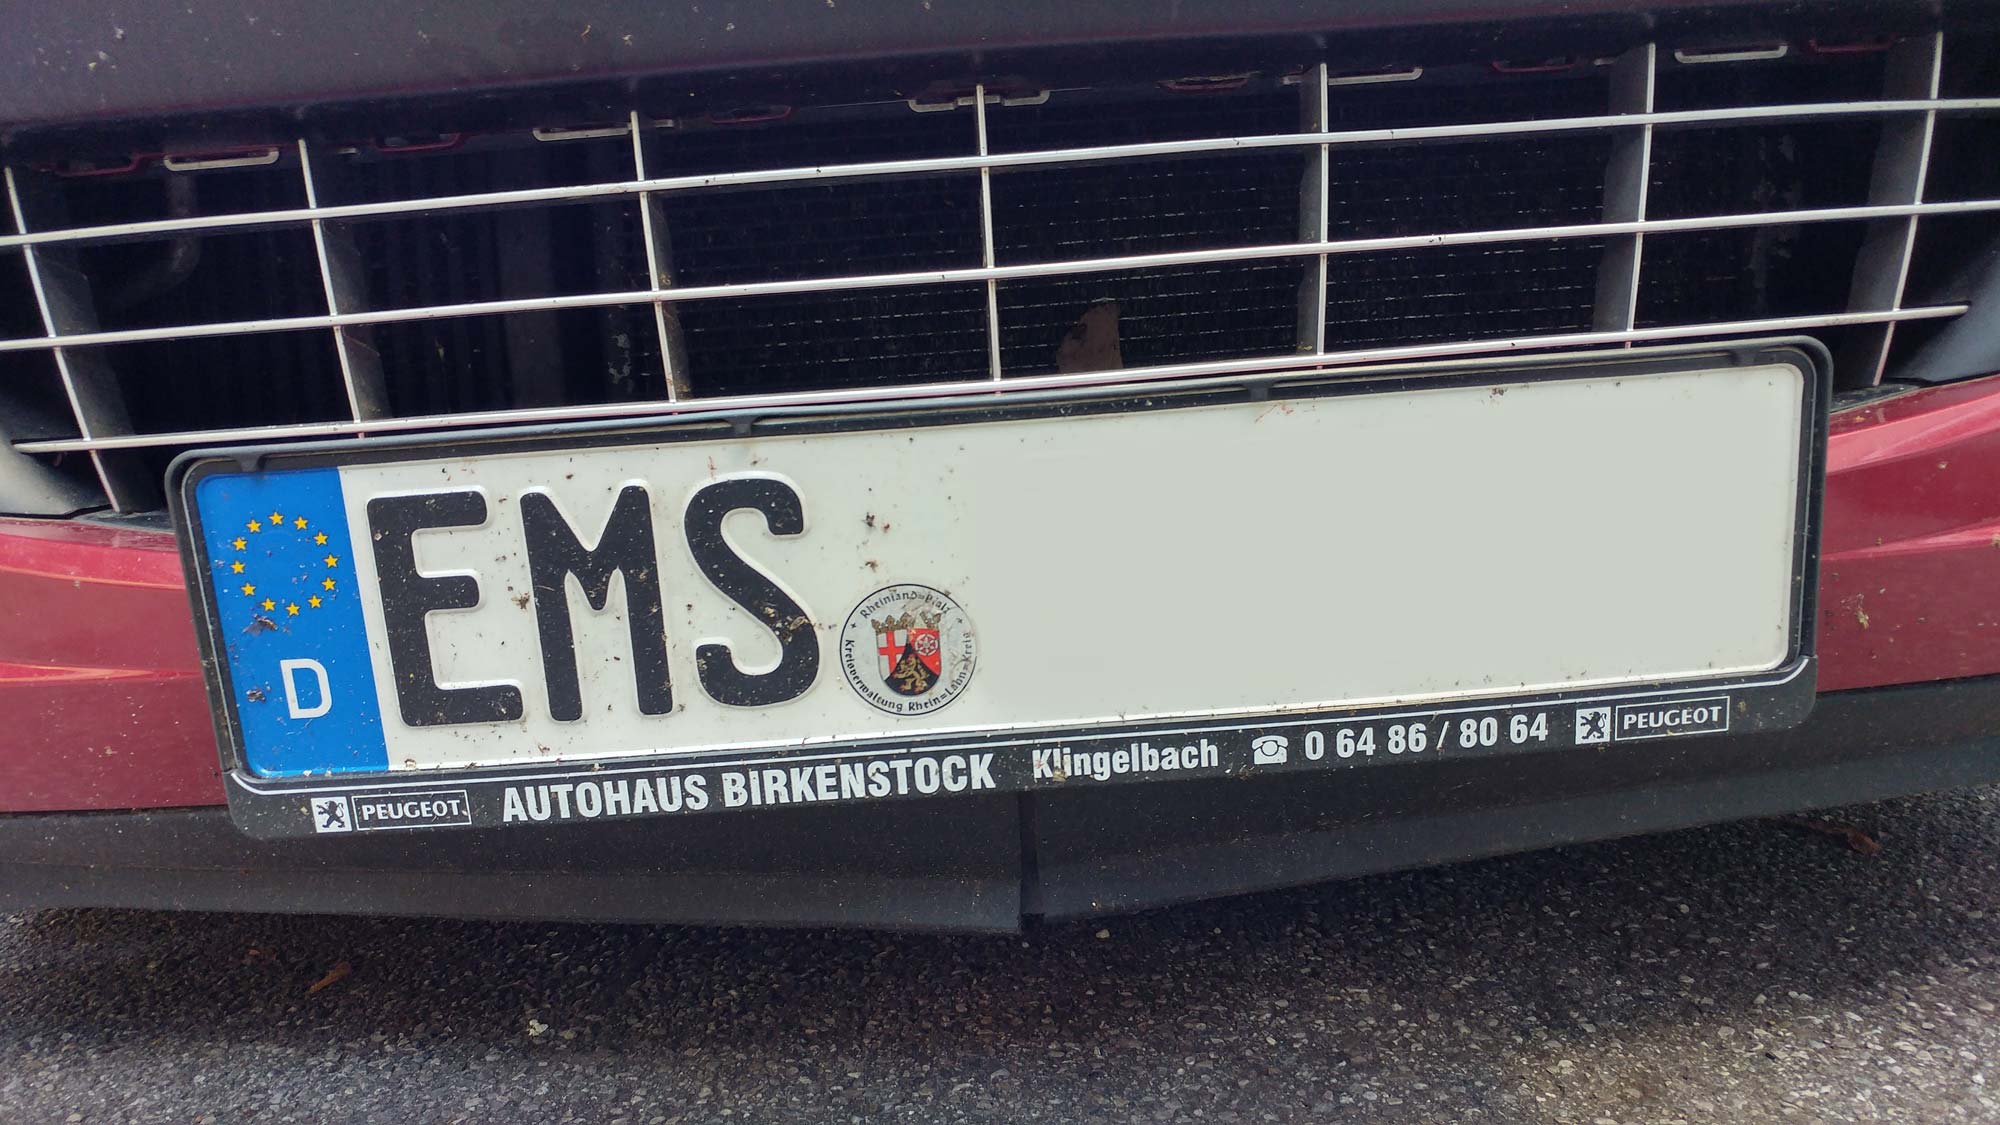 D
EMS
Rheinland=Pfalz
Kreisverwaltung Rhein=Lahn=Kreis
PEUGEOT AUTOHAUS BIRKENSTOCK Klingelbach 0 64 86 / 80 64 PEUGEOT